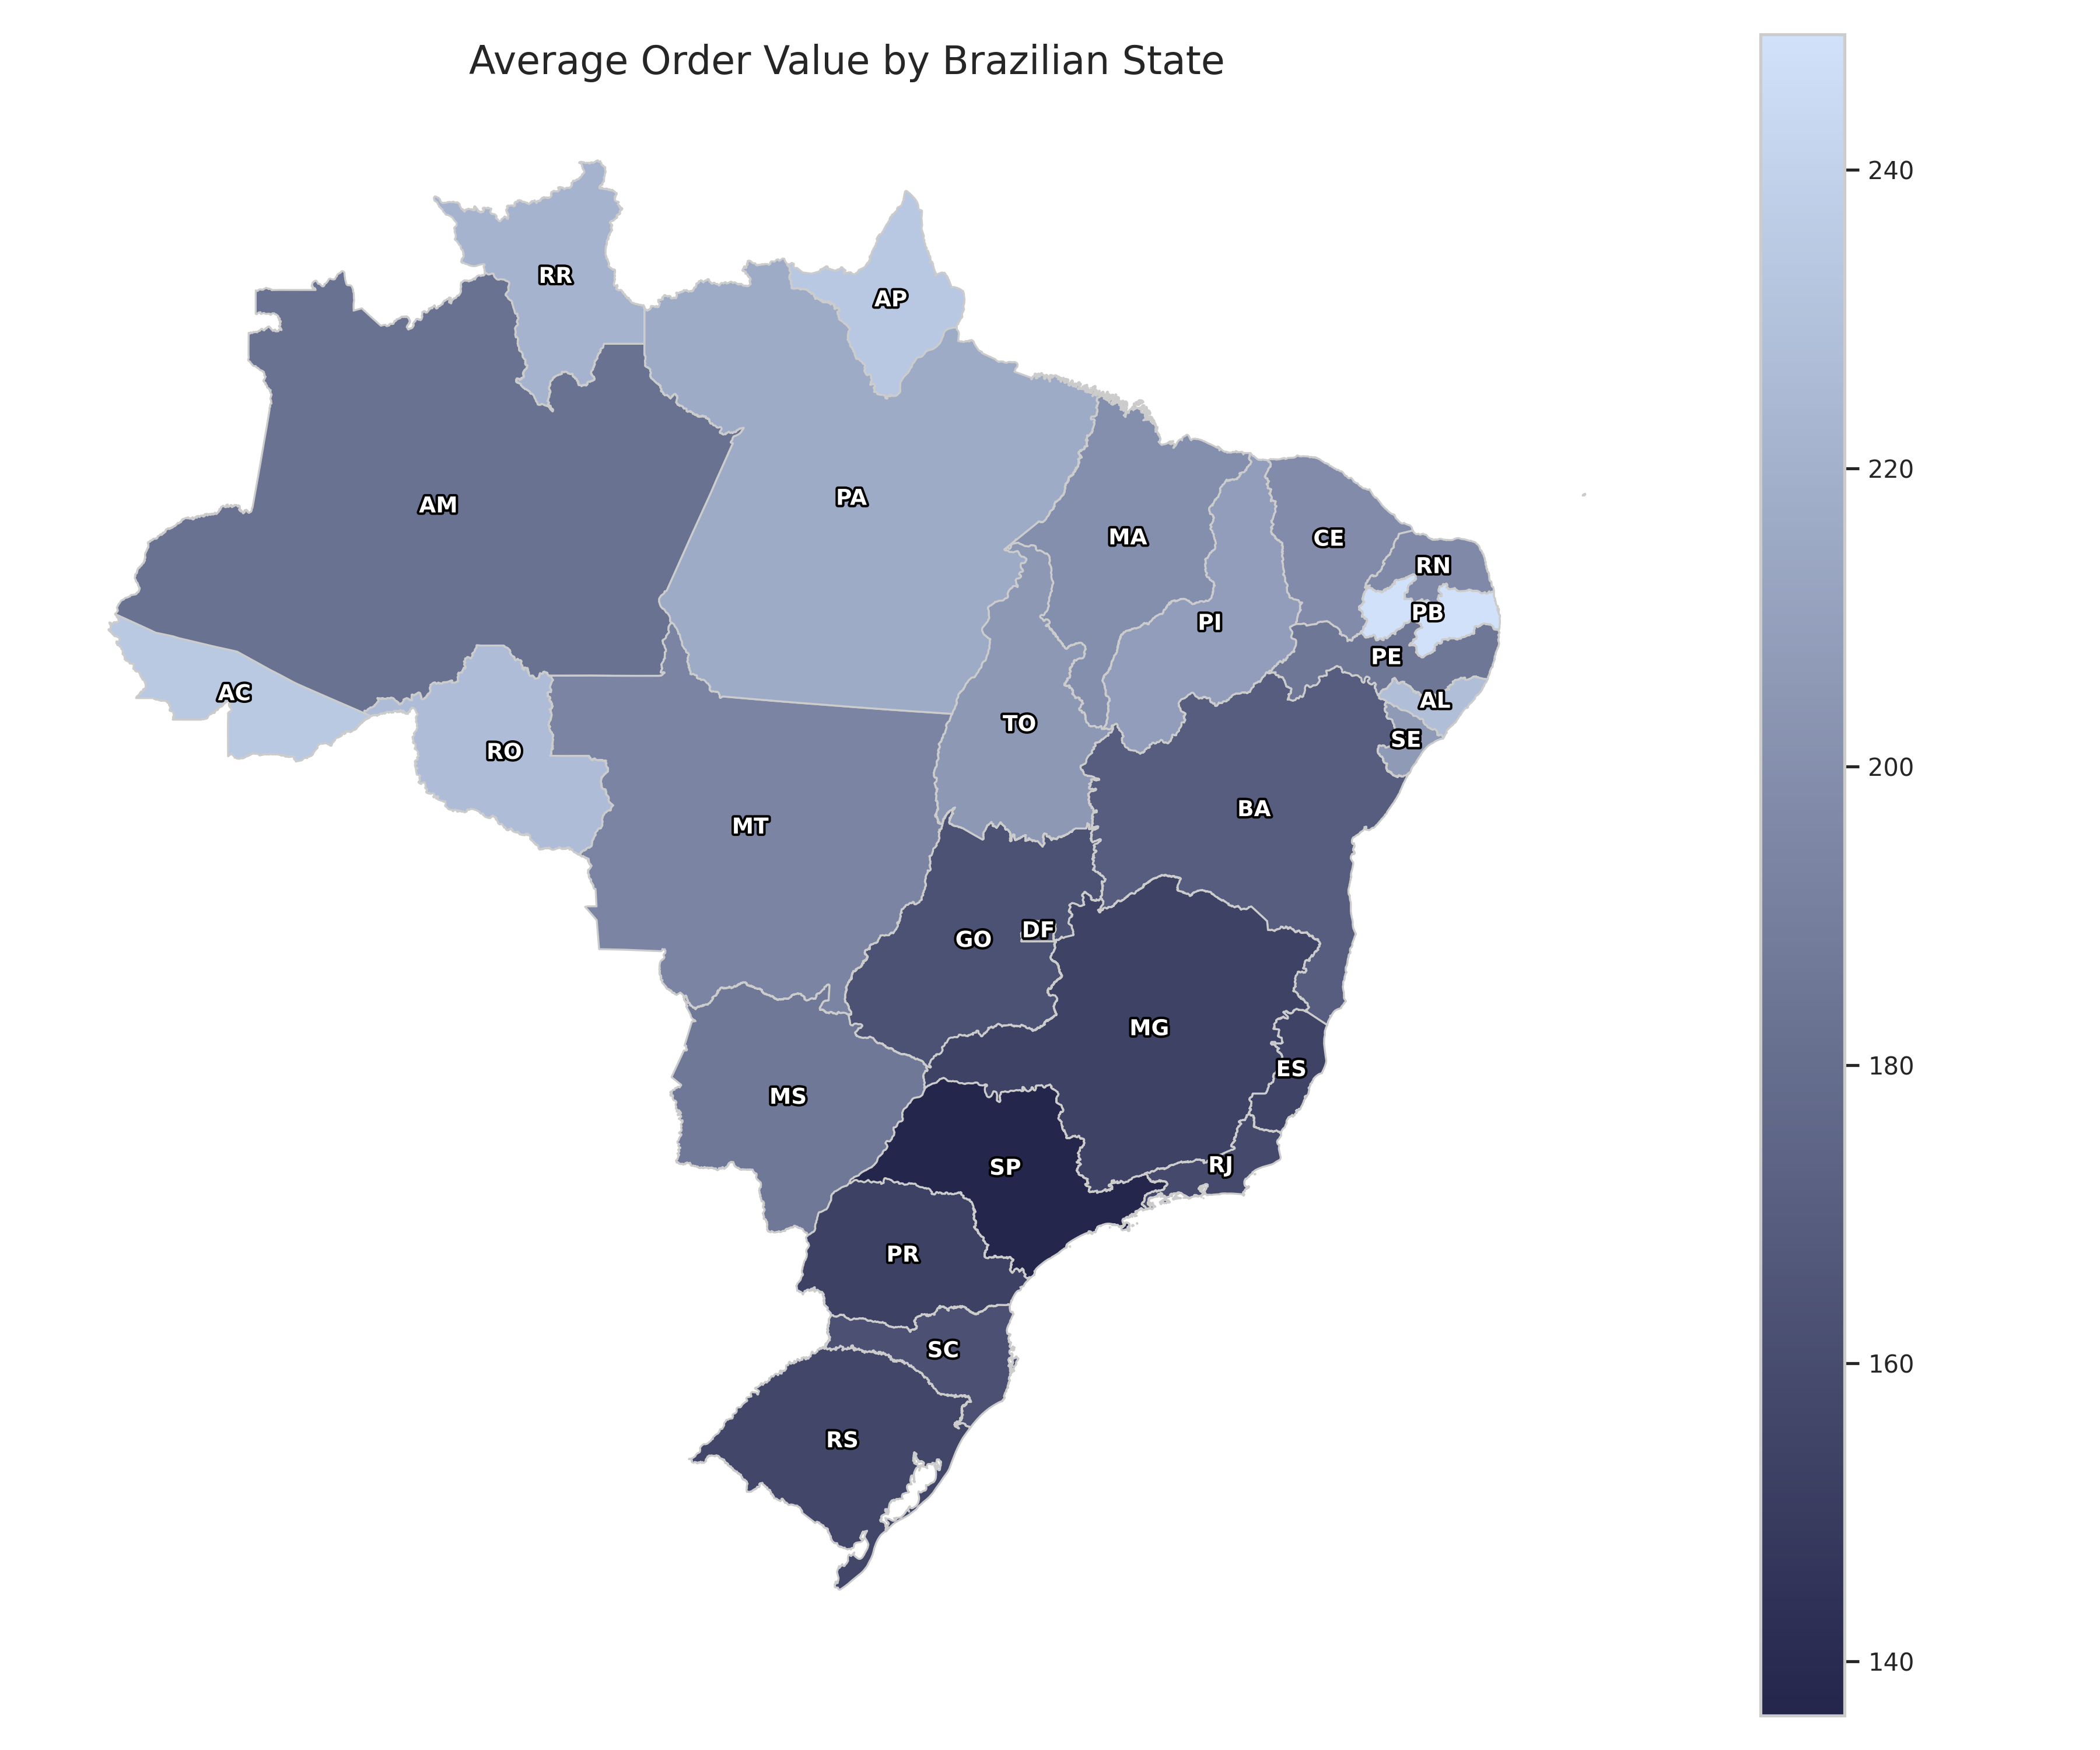 Average Order Value by Brazilian State
RR
AP
AM
PA
MA
CE
RN
PB
PI
PE
AC
AL
TO
SE
RO
BA
MT
DF
GO
MG
ES
MS
RJ
SP
PR
SC
RS
240
220
200
180
160
140